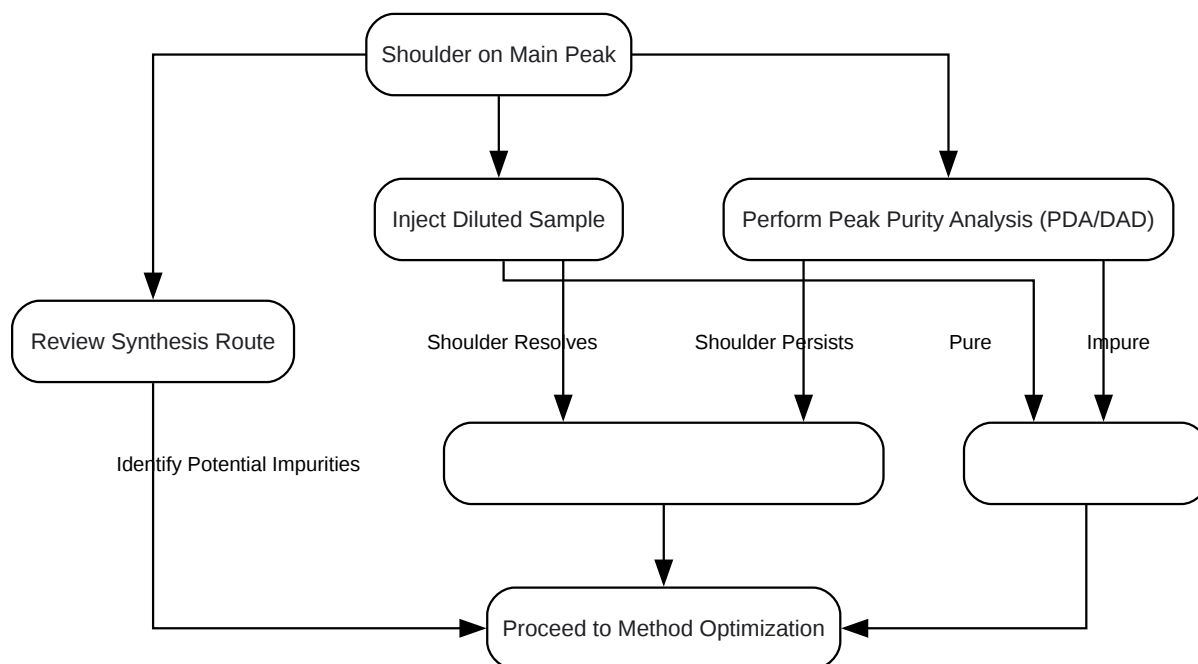 Shoulder on Main Peak
Inject Diluted Sample
Perform Peak Purity Analysis (PDA/DAD)
Review Synthesis Route
Shoulder Resolves
Shoulder Persists
Pure
Impure
Identify Potential Impurities
Proceed to Method Optimization